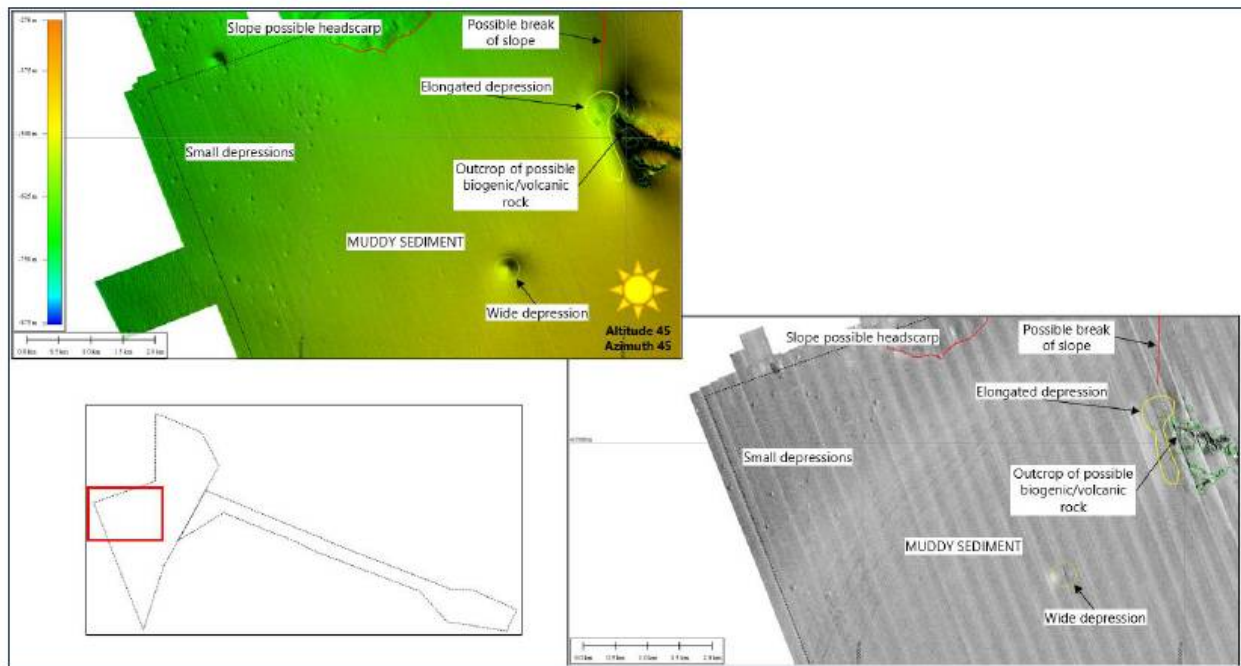 Slope possible headscarp
Possible break
of slope
Elongated depression
Small depressions
Outcrop of possible
biogenic/volcanic
rock
MUDDY SEDIMENT
Wide depression
Altitude 45
Azimuth 45
Slope possible headscarp
Possible break
of slope
Elongated depression
Small depressions
Outcrop of possible
biogenic/volcanic
rock
MUDDY SEDIMENT
Wide depression